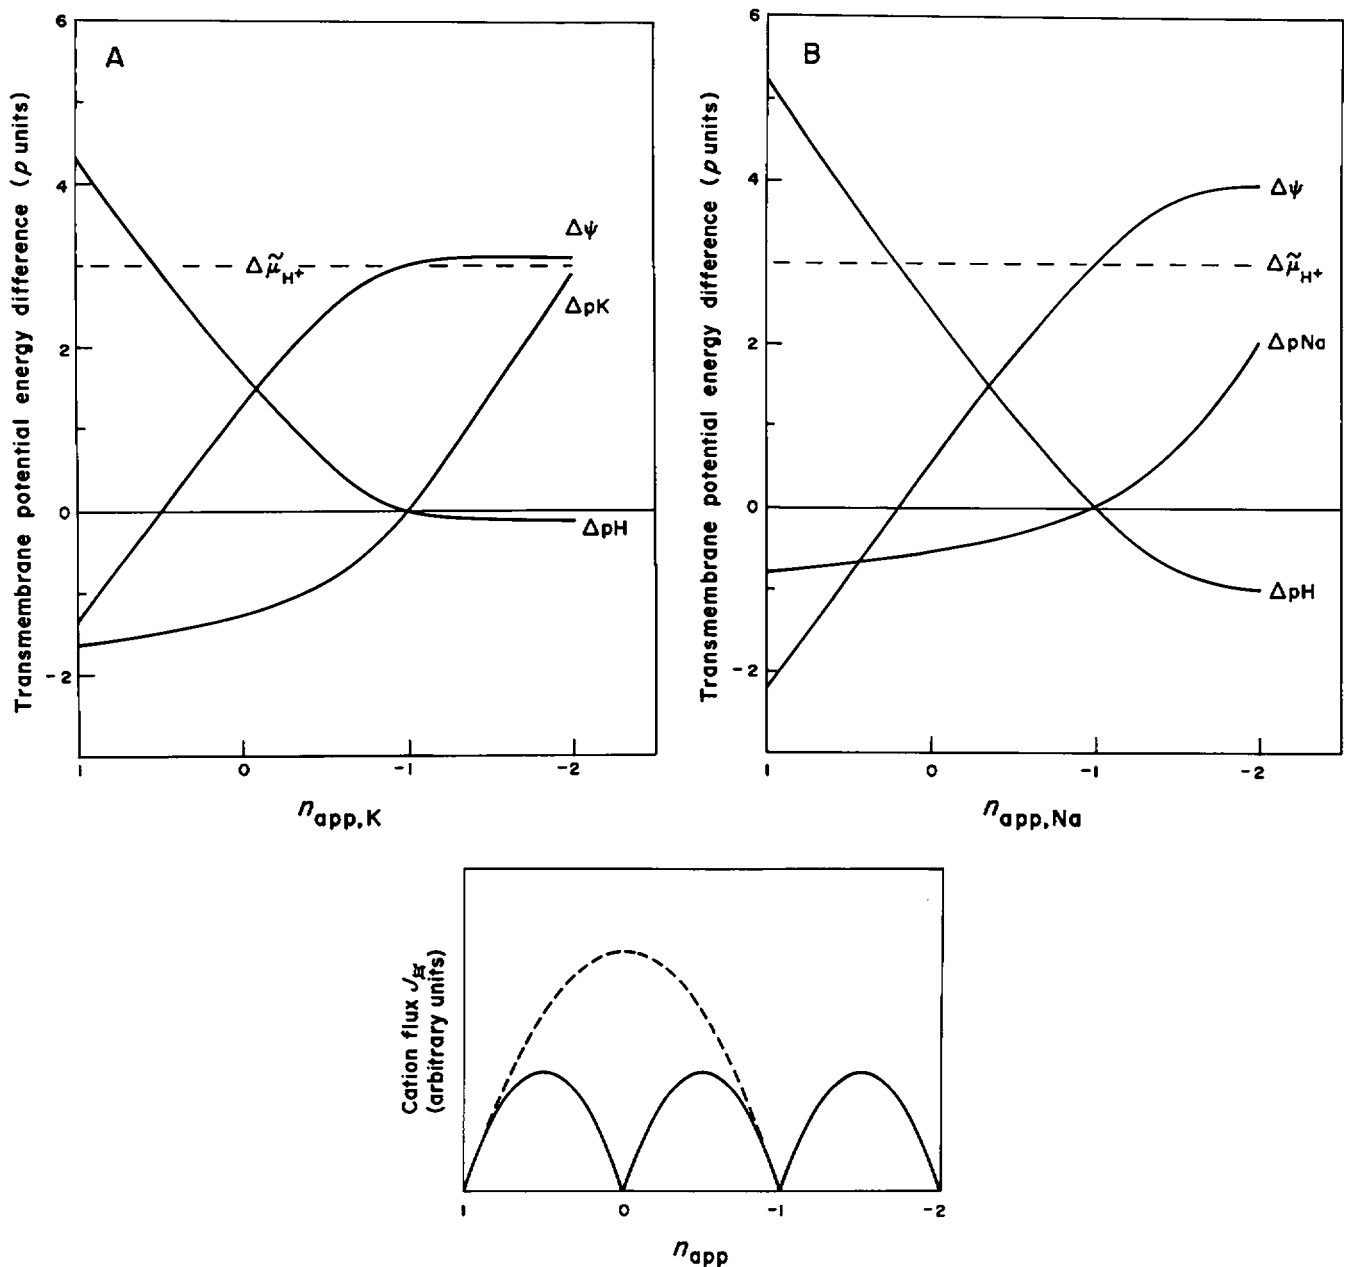 A
Transmembrane potential energy difference (p units)
6
4
2
0
-2
Δψ
Δμ̃H+
ΔpK
ΔpH
1
0
-1
-2
napp,K
B
Transmembrane potential energy difference (p units)
6
4
2
0
-2
Δψ
Δμ̃H+
ΔpNa
ΔpH
1
0
-1
-2
napp,Na
Cation flux J
(arbitrary units)
1
0
-1
-2
napp